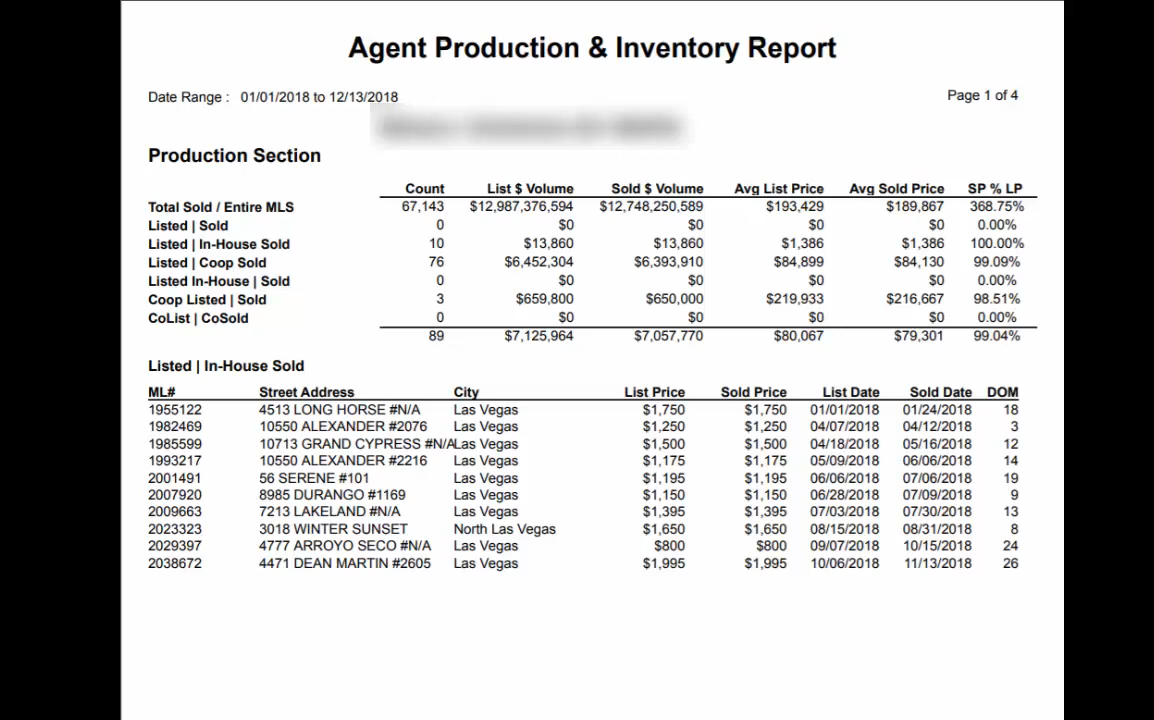 Agent Production & Inventory Report
Date Range : 01/01/2018 to 12/13/2018 Page 1 of 4
Production Section
Count List $ Volume Sold $ Volume Avg List Price Avg Sold Price SP % LP
Total Sold / Entire MLS 67,143 $12,987,376,594 $12,748,250,589 $193,429 $189,867 368.75%
Listed | Sold 0 $0 $0 $0 $0 0.00%
Listed | In-House Sold 10 $13,860 $13,860 $1,386 $1,386 100.00%
Listed | Coop Sold 76 $6,452,304 $6,393,910 $84,899 $84,130 99.09%
Listed In-House | Sold 0 $0 $0 $0 $0 0.00%
Coop Listed | Sold 3 $659,800 $650,000 $219,933 $216,667 98.51%
CoList | CoSold 0 $0 $0 $0 $0 0.00%
89 $7,125,964 $7,057,770 $80,067 $79,301 99.04%
Listed | In-House Sold
ML# Street Address City List Price Sold Price List Date Sold Date DOM
1955122 4513 LONG HORSE #N/A Las Vegas $1,750 $1,750 01/01/2018 01/24/2018 18
1982469 10550 ALEXANDER #2076 Las Vegas $1,250 $1,250 04/07/2018 04/12/2018 3
1985599 10713 GRAND CYPRESS #N/A Las Vegas $1,500 $1,500 04/18/2018 05/16/2018 12
1993217 10550 ALEXANDER #2216 Las Vegas $1,175 $1,175 05/09/2018 06/06/2018 14
2001491 56 SERENE #101 Las Vegas $1,195 $1,195 06/06/2018 07/06/2018 19
2007920 8985 DURANGO #1169 Las Vegas $1,150 $1,150 06/28/2018 07/09/2018 9
2009663 7213 LAKELAND #N/A Las Vegas $1,395 $1,395 07/03/2018 07/30/2018 13
2023323 3018 WINTER SUNSET North Las Vegas $1,650 $1,650 08/15/2018 08/31/2018 8
2029397 4777 ARROYO SECO #N/A Las Vegas $800 $800 09/07/2018 10/15/2018 24
2038672 4471 DEAN MARTIN #2605 Las Vegas $1,995 $1,995 10/06/2018 11/13/2018 26